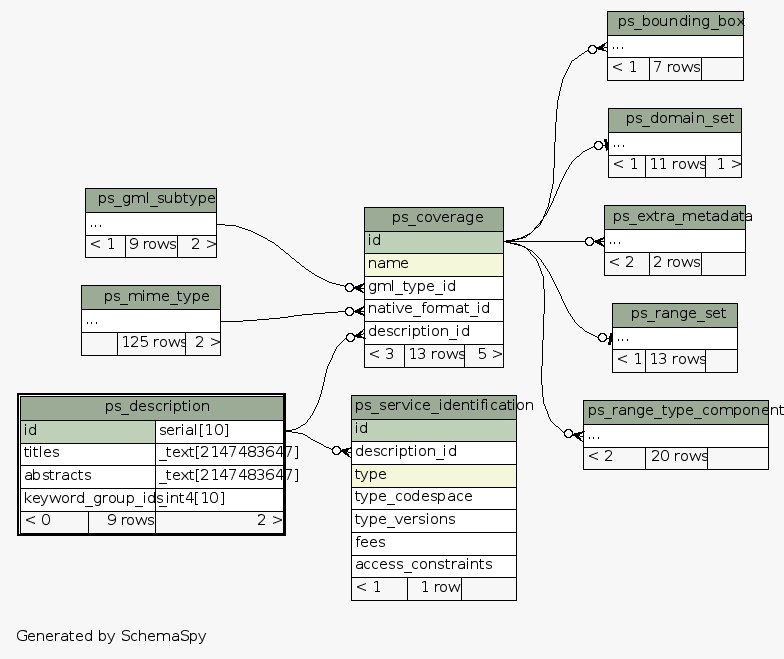 ps_bounding_box
...
< 1 7 rows
ps_domain_set
...
< 1 11 rows 1 >
ps_gml_subtype
...
< 1 9 rows 2 >
ps_coverage
id
name
gml_type_id
native_format_id
description_id
< 3 13 rows 5 >
ps_extra_metadata
...
< 2 2 rows
ps_mime_type
...
125 rows 2 >
ps_range_set
...
< 1 13 rows
ps_description
id serial[10]
titles _text[2147483647]
abstracts _text[2147483647]
keyword_group_ids _int4[10]
< 0 9 rows 2 >
ps_service_identification
id
description_id
type
type_codespace
type_versions
fees
access_constraints
< 1 1 row
ps_range_type_component
...
< 2 20 rows
Generated by SchemaSpy